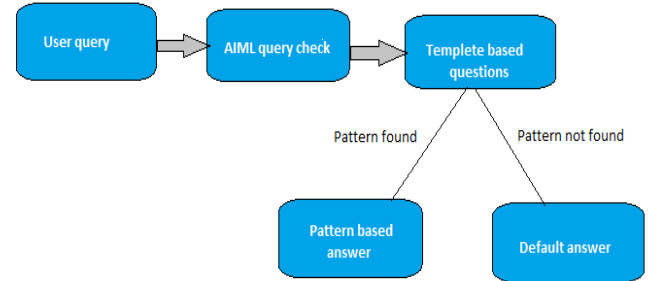 User query
AIML query check
Templete based
questions
Pattern found
Pattern not found
Pattern based
answer
Default answer